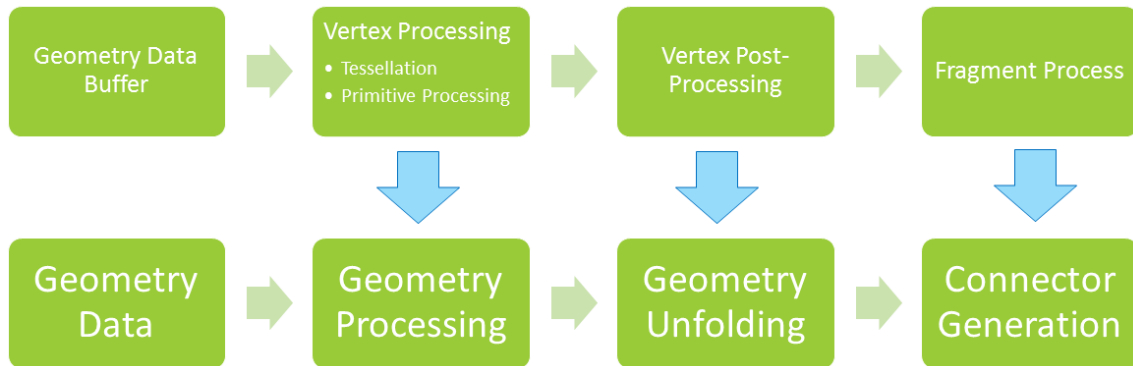 Geometry Data
Buffer
Vertex Processing
• Tessellation
• Primitive Processing
Vertex Post-
Processing
Fragment Process
Geometry
Data
Geometry
Processing
Geometry
Unfolding
Connector
Generation